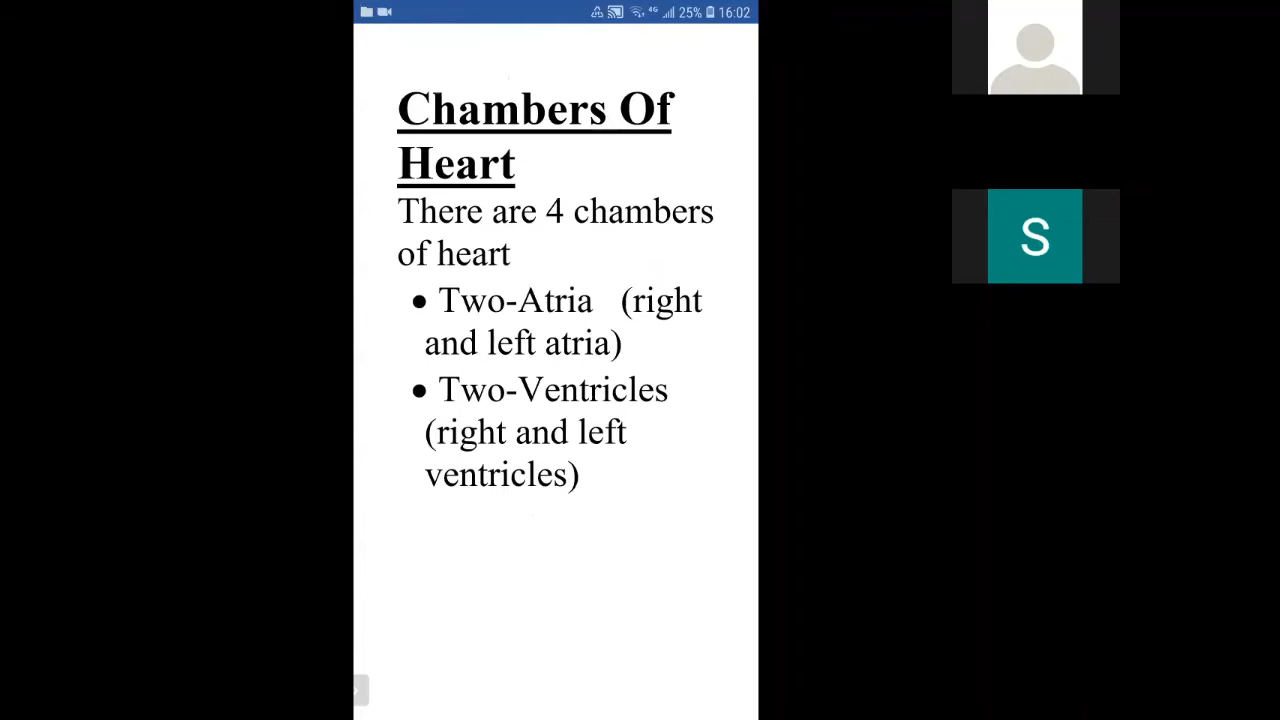 4G 25% 16:02
Chambers Of
Heart
There are 4 chambers
of heart
• Two-Atria (right
and left atria)
• Two-Ventricles
(right and left
ventricles)
S